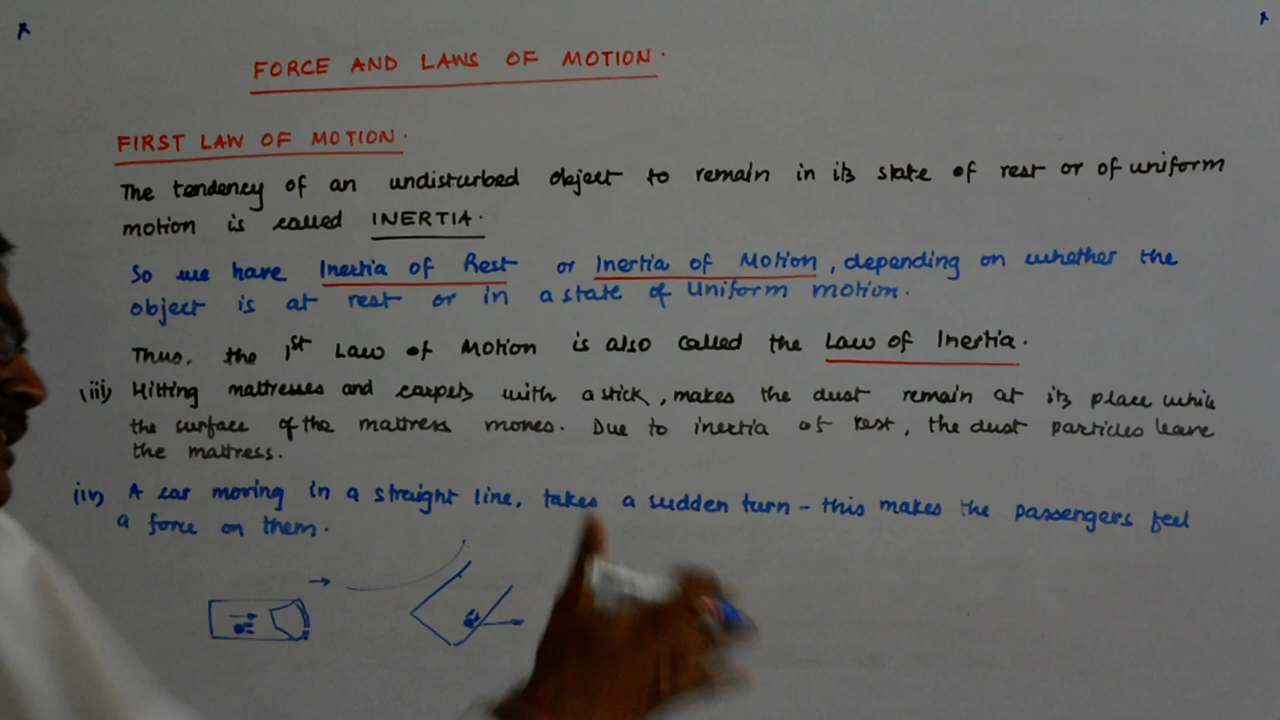 FORCE AND LAWS OF MOTION.
FIRST LAW OF MOTION.
The tendency of an undisturbed object to remain in its state of rest or of uniform
motion is called INERTIA.
So we have Inertia of Rest or Inertia of Motion, depending on whether the
object is at rest or in a state of Uniform motion.
Thus, the 1st Law of Motion is also called the Law of Inertia.
(iii) Hitting mattresses and carpets with a stick, makes the dust remain at its place while
the surface of the mattress moves. Due to inertia of rest, the dust particles leave
the mattress.
(iv) A car moving in a straight line, takes a sudden turn - this makes the passengers feel
a force on them.